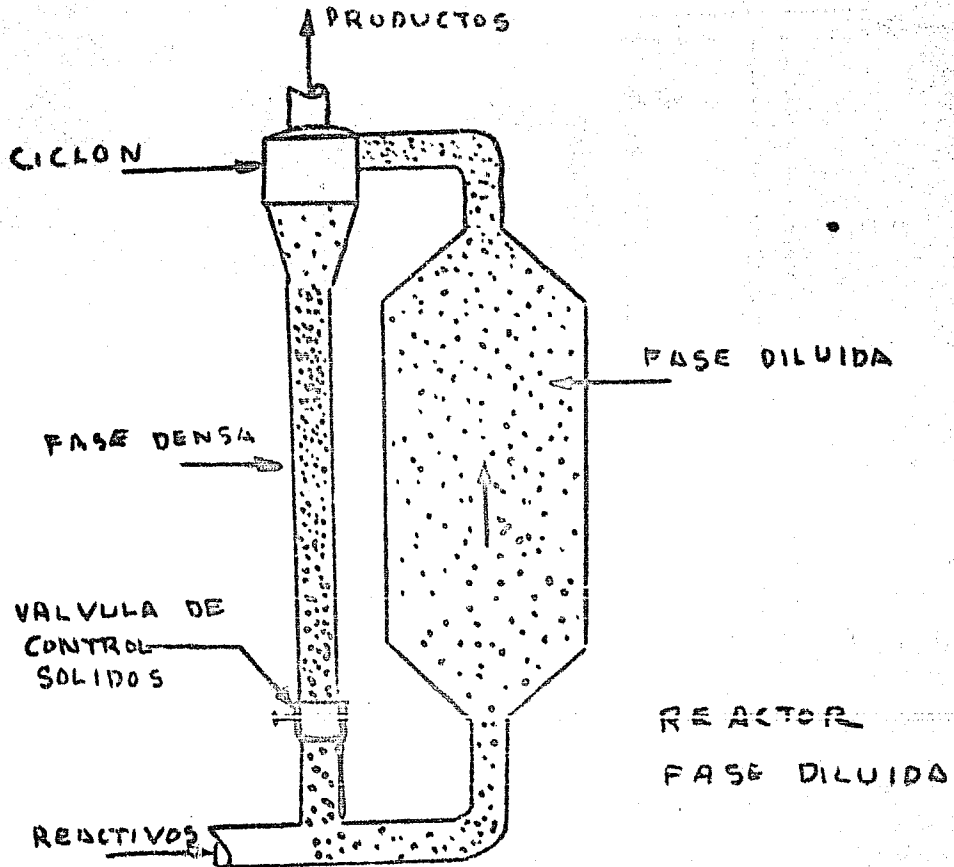 PRODUCTOS
CICLON
FASE DILUIDA
FASE DENSA
VALVULA DE
CONTROL
SOLIDOS
REACTOR
FASE DILUIDA
REACTIVOS